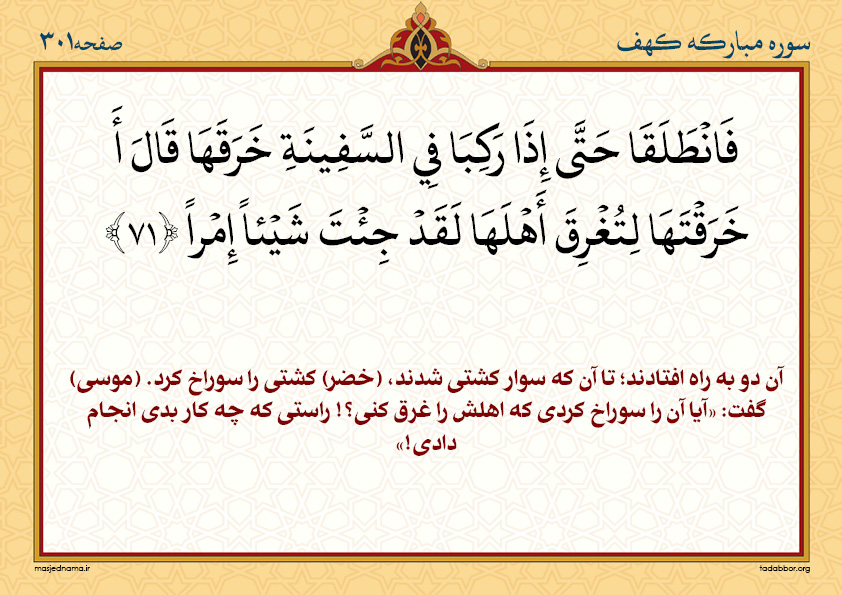 سوره مبارکه کهف
صفحه۳۰۱
فَانْطَلَقَا حَتَّى إِذَا رَكِبَا فِي السَّفِينَةِ خَرَقَهَا قَالَ أَ
خَرَقْتَهَا لِتُغْرِقَ أَهْلَهَا لَقَدْ جِئْتَ شَيْئاً إِمْراً ﴿٧١﴾
آن دو به راه افتادند؛ تا آن که سوار کشتی شدند، (خضر) کشتی را سوراخ کرد. (موسی)
گفت: «آیا آن را سوراخ کردی که اهلش را غرق کنی؟! راستی که چه کار بدی انجام
دادی!»
masjednama.ir
tadabbor.org